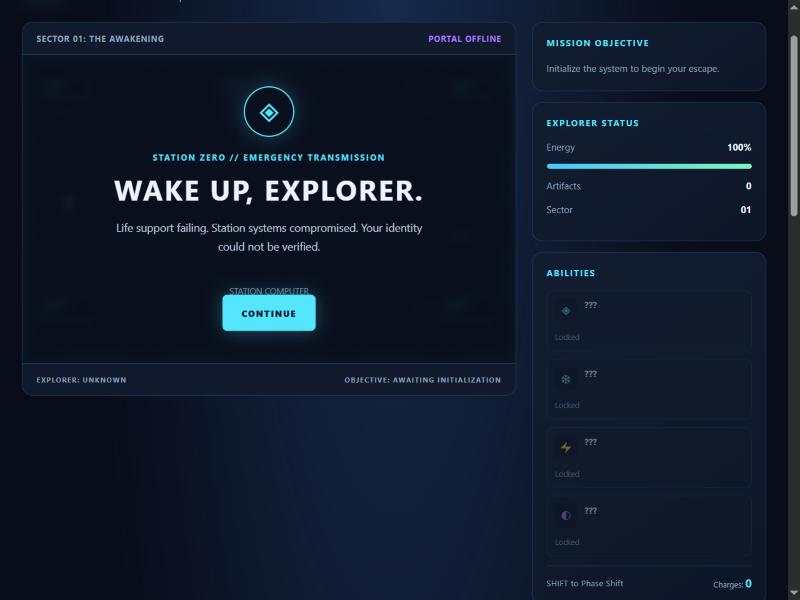 SECTOR 01: THE AWAKENING
PORTAL OFFLINE
STATION ZERO // EMERGENCY TRANSMISSION
WAKE UP, EXPLORER.
Life support failing. Station systems compromised. Your identity
could not be verified.
STATION COMPUTER
CONTINUE
EXPLORER: UNKNOWN
OBJECTIVE: AWAITING INITIALIZATION
MISSION OBJECTIVE
Initialize the system to begin your escape.
EXPLORER STATUS
Energy 100%
Artifacts 0
Sector 01
ABILITIES
???
Locked
???
Locked
???
Locked
???
Locked
SHIFT to Phase Shift
Charges: 0